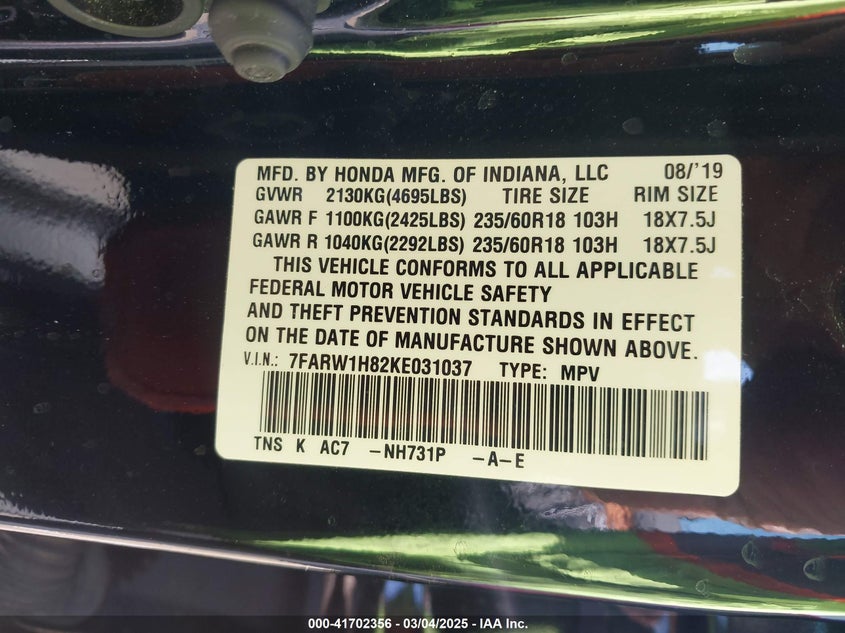 MFD. BY HONDA MFG. OF INDIANA, LLC 08/'19
GVWR 2130KG(4695LBS) TIRE SIZE RIM SIZE
GAWR F 1100KG(2425LBS) 235/60R18 103H 18X7.5J
GAWR R 1040KG(2292LBS) 235/60R18 103H 18X7.5J
THIS VEHICLE CONFORMS TO ALL APPLICABLE
FEDERAL MOTOR VEHICLE SAFETY
AND THEFT PREVENTION STANDARDS IN EFFECT
ON THE DATE OF MANUFACTURE SHOWN ABOVE.
V.I.N.: 7FARW1H82KE031037 TYPE: MPV
TNS K AC7 -NH731P -A-E
000-41702356 - 03/04/2025 - IAA Inc.